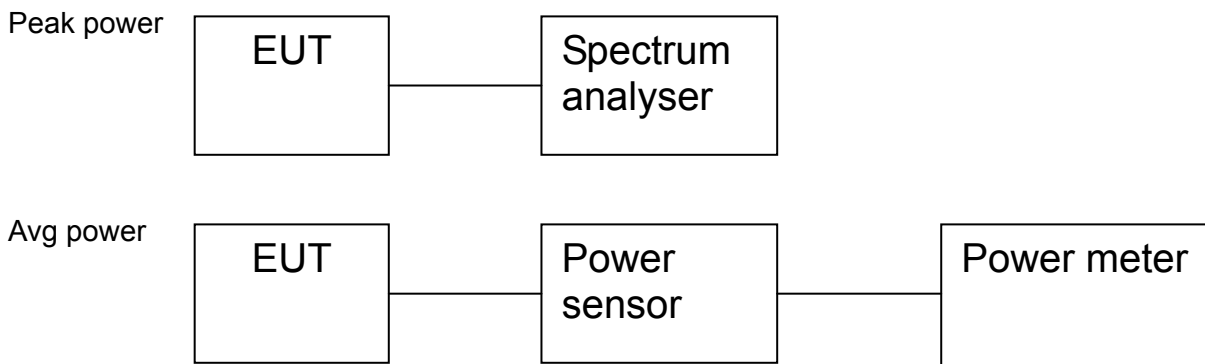 Peak power
EUT
Spectrum
analyser
Avg power
EUT
Power
sensor
Power meter